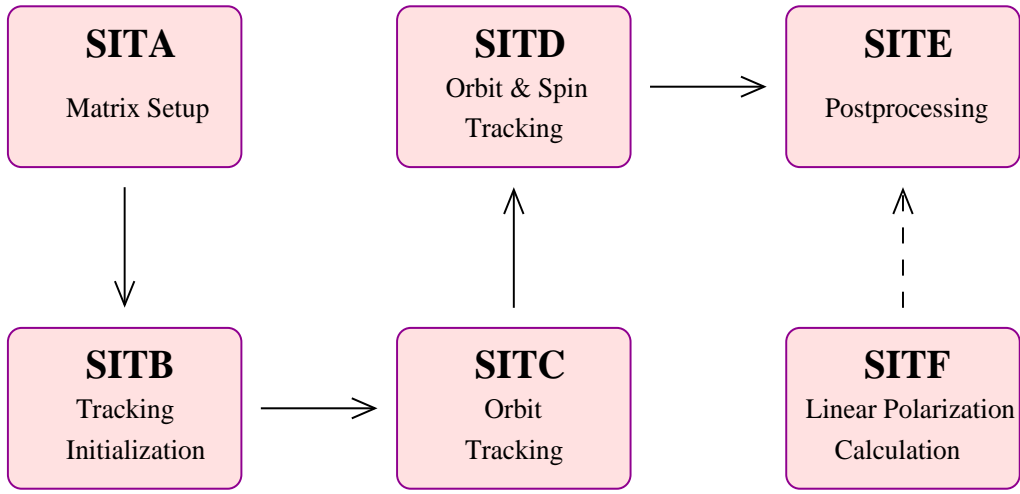 SITA
Matrix Setup
SITD
Orbit & Spin
Tracking
SITE
Postprocessing
SITB
Tracking
Initialization
SITC
Orbit
Tracking
SITF
Linear Polarization
Calculation